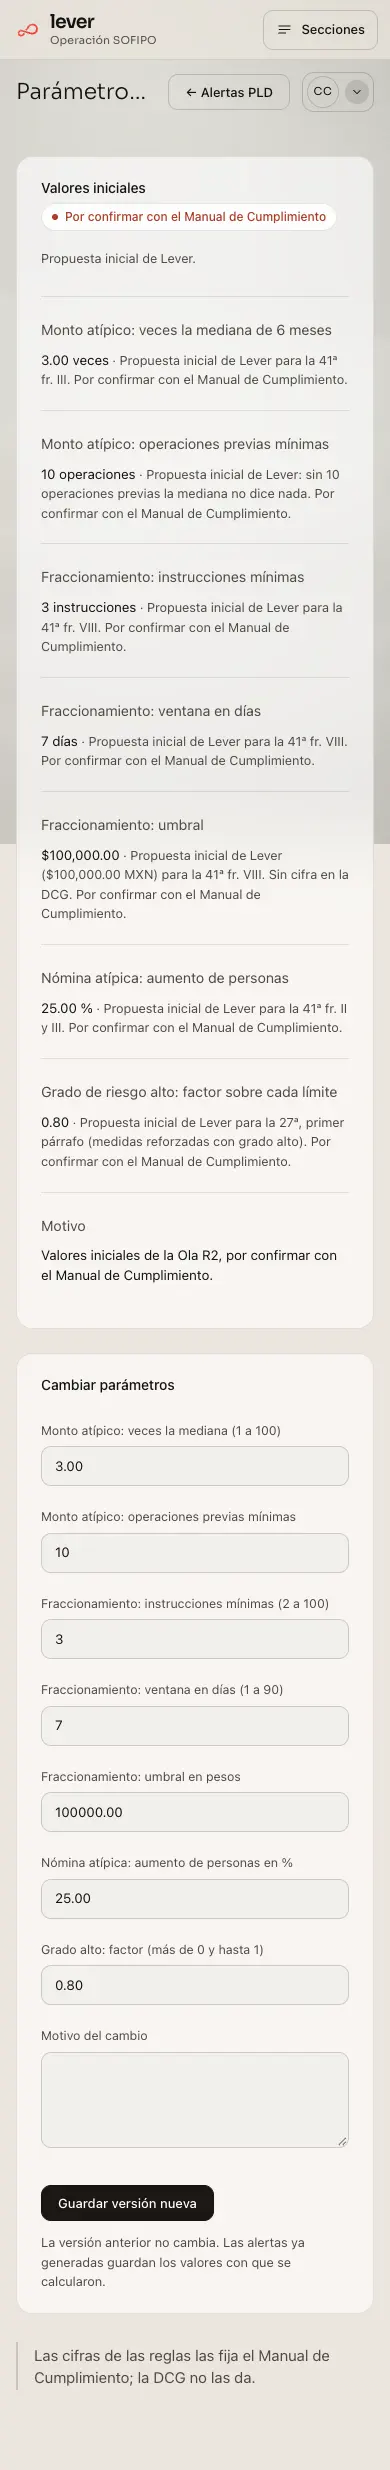 lever
Operación SOFIPO
Secciones
Parámetro...
← Alertas PLD
CC
Valores iniciales
Por confirmar con el Manual de Cumplimiento
Propuesta inicial de Lever.
Monto atípico: veces la mediana de 6 meses
3.00 veces · Propuesta inicial de Lever para la 41ª
fr. III. Por confirmar con el Manual de Cumplimiento.
Monto atípico: operaciones previas mínimas
10 operaciones · Propuesta inicial de Lever: sin 10
operaciones previas la mediana no dice nada. Por
confirmar con el Manual de Cumplimiento.
Fraccionamiento: instrucciones mínimas
3 instrucciones · Propuesta inicial de Lever para la
41ª fr. VIII. Por confirmar con el Manual de
Cumplimiento.
Fraccionamiento: ventana en días
7 días · Propuesta inicial de Lever para la 41ª fr. VIII.
Por confirmar con el Manual de Cumplimiento.
Fraccionamiento: umbral
$100,000.00 · Propuesta inicial de Lever
($100,000.00 MXN) para la 41ª fr. VIII. Sin cifra en la
DCG. Por confirmar con el Manual de
Cumplimiento.
Nómina atípica: aumento de personas
25.00 % · Propuesta inicial de Lever para la 41ª fr. II
y III. Por confirmar con el Manual de Cumplimiento.
Grado de riesgo alto: factor sobre cada límite
0.80 · Propuesta inicial de Lever para la 27ª, primer
párrafo (medidas reforzadas con grado alto). Por
confirmar con el Manual de Cumplimiento.
Motivo
Valores iniciales de la Ola R2, por confirmar con
el Manual de Cumplimiento.
Cambiar parámetros
Monto atípico: veces la mediana (1 a 100)
3.00
Monto atípico: operaciones previas mínimas
10
Fraccionamiento: instrucciones mínimas (2 a 100)
3
Fraccionamiento: ventana en días (1 a 90)
7
Fraccionamiento: umbral en pesos
100000.00
Nómina atípica: aumento de personas en %
25.00
Grado alto: factor (más de 0 y hasta 1)
0.80
Motivo del cambio
Guardar versión nueva
La versión anterior no cambia. Las alertas ya
generadas guardan los valores con que se
calcularon.
Las cifras de las reglas las fija el Manual de
Cumplimiento; la DCG no las da.